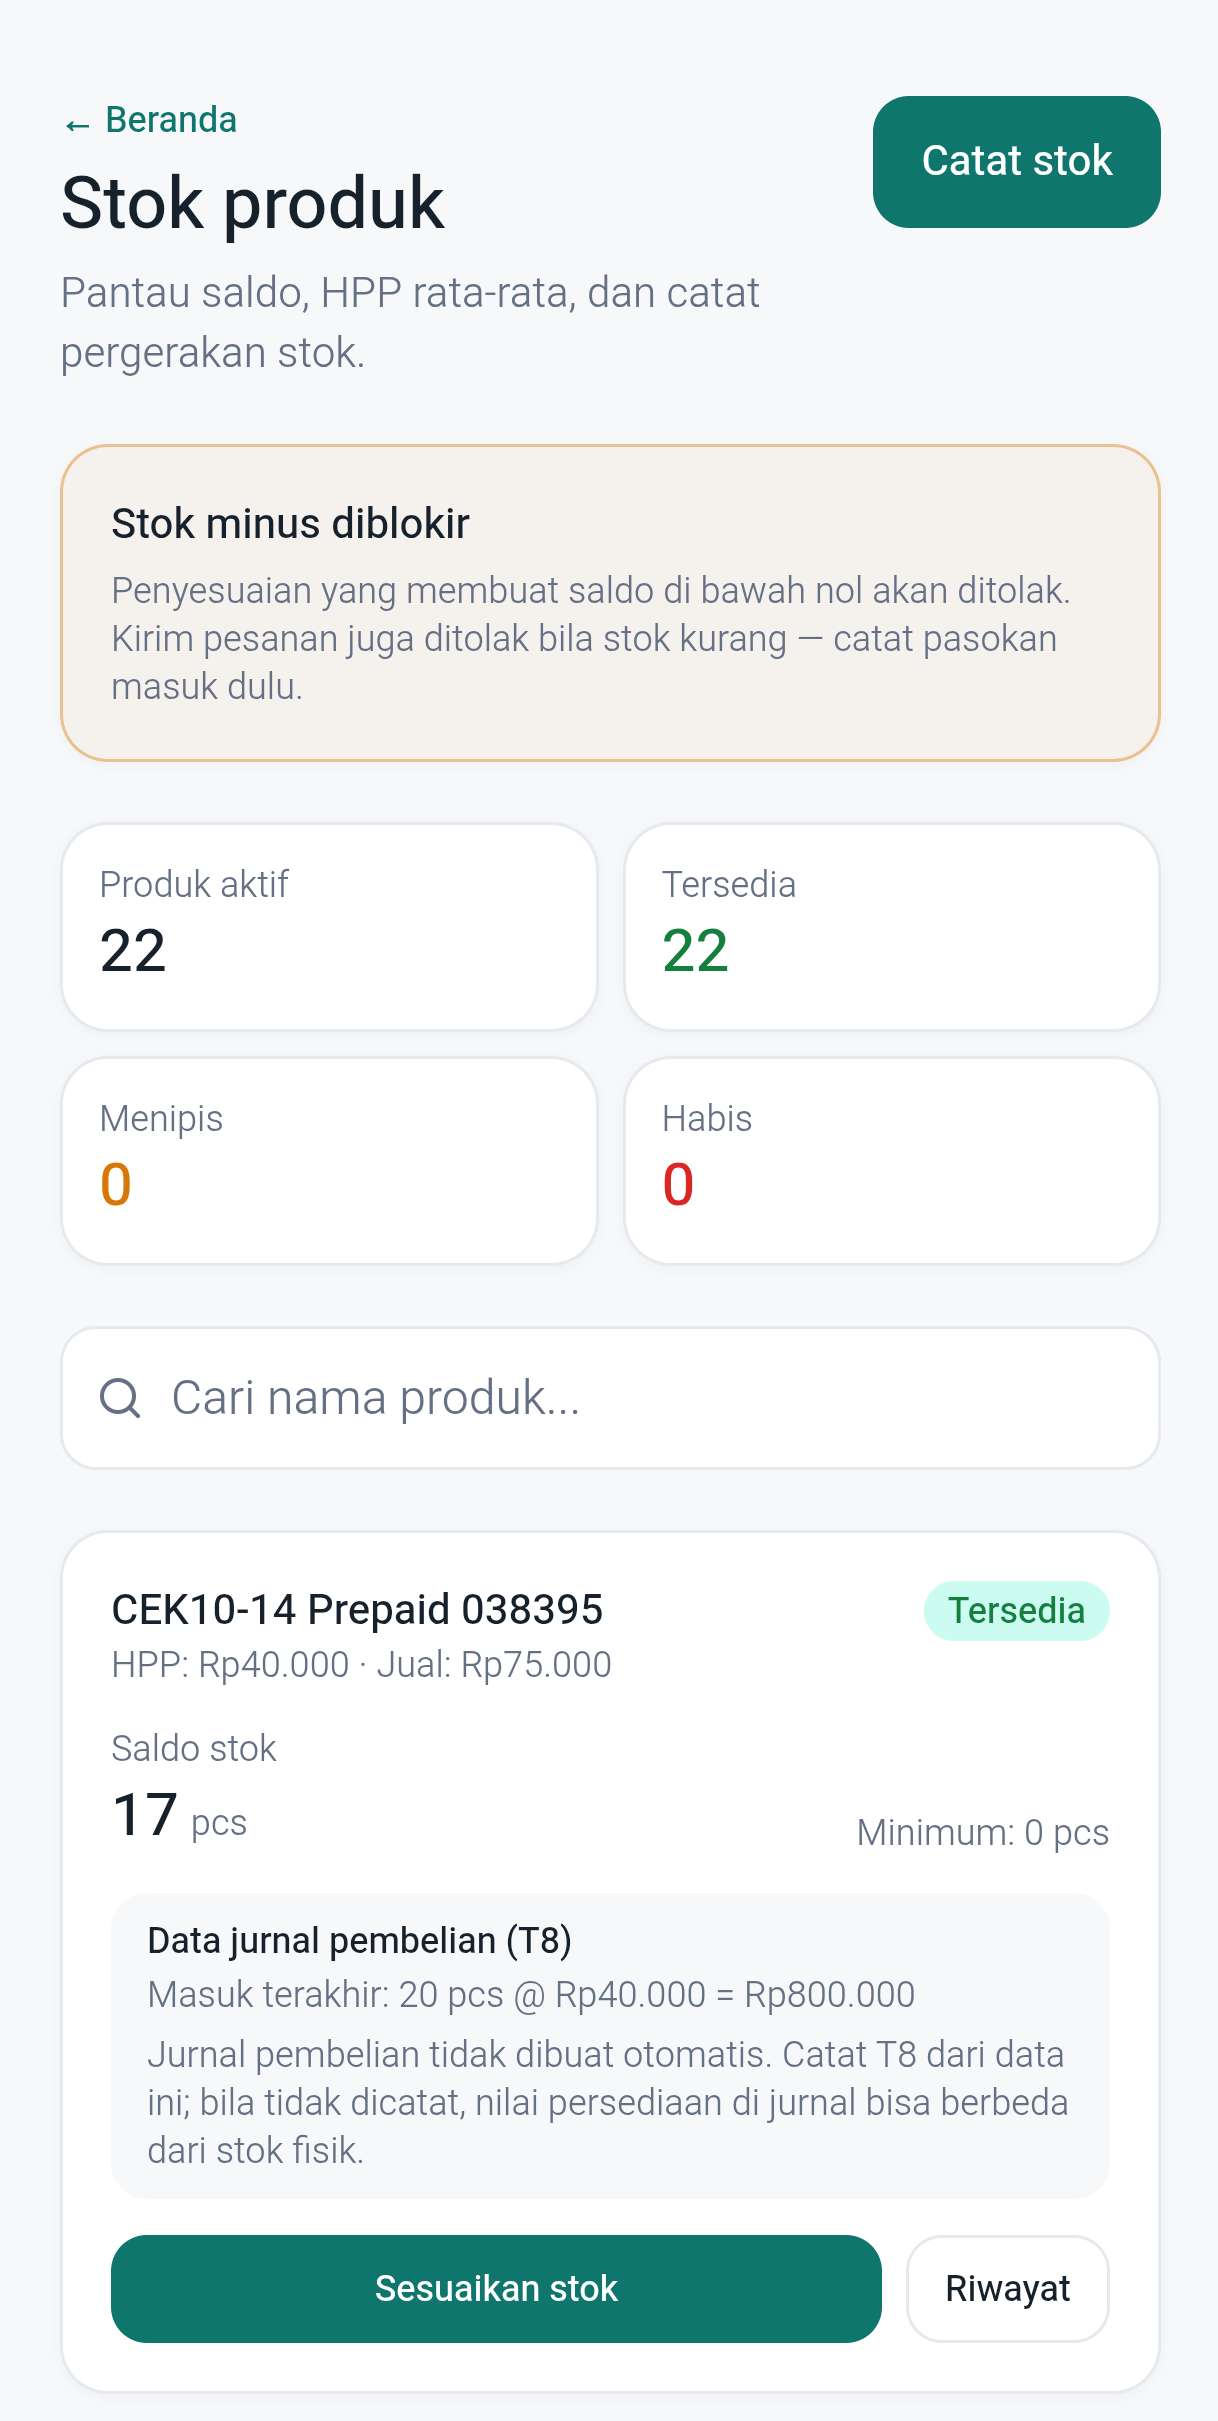 ← Beranda
Catat stok
Stok produk
Pantau saldo, HPP rata-rata, dan catat
pergerakan stok.
Stok minus diblokir
Penyesuaian yang membuat saldo di bawah nol akan ditolak.
Kirim pesanan juga ditolak bila stok kurang — catat pasokan
masuk dulu.
Produk aktif
22
Tersedia
22
Menipis
0
Habis
0
Cari nama produk...
CEK10-14 Prepaid 038395
Tersedia
HPP: Rp40.000 · Jual: Rp75.000
Saldo stok
17 pcs
Minimum: 0 pcs
Data jurnal pembelian (T8)
Masuk terakhir: 20 pcs @ Rp40.000 = Rp800.000
Jurnal pembelian tidak dibuat otomatis. Catat T8 dari data
ini; bila tidak dicatat, nilai persediaan di jurnal bisa berbeda
dari stok fisik.
Sesuaikan stok
Riwayat